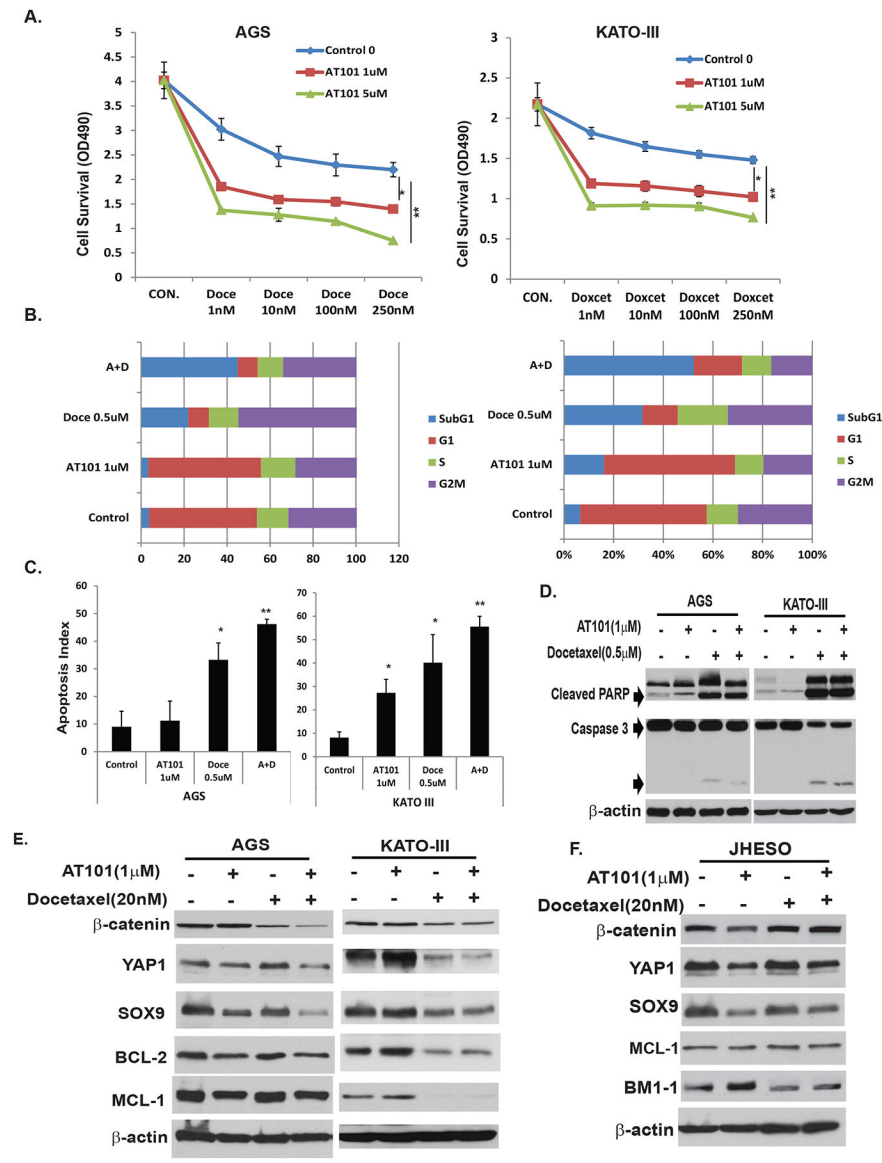 A.
AGS
Control 0
AT101 1uM
AT101 5uM
Cell Survival (OD490)
5
4.5
4
3.5
3
2.5
2
1.5
1
0.5
0
*
**
CON.
Doce 1nM
Doce 10nM
Doce 100nM
Doce 250nM
KATO-III
Control 0
AT101 1uM
AT101 5uM
Cell Survival (OD490)
3
2.5
2
1.5
1
0.5
0
*
**
CON.
Doxcet 1nM
Doxcet 10nM
Doxcet 100nM
Doxcet 250nM
B.
A+D
Doce 0.5uM
AT101 1uM
Control
0
20
40
60
80
100
120
SubG1
G1
S
G2M
A+D
Doce 0.5uM
AT101 1uM
Control
0%
20%
40%
60%
80%
100%
SubG1
G1
S
G2M
C.
Apoptosis Index
60
50
40
30
20
10
0
*
**
Control
AT101 1uM
Doce 0.5uM
A+D
AGS
70
60
50
40
30
20
10
0
*
*
**
Control
AT101 1uM
Doce 0.5uM
A+D
KATO III
D.
AGS
KATO-III
AT101(1μM) - + - + - + - +
Docetaxel(0.5μM) - - + + - - + +
Cleaved PARP
Caspase 3
β-actin
E.
AGS
KATO-III
AT101(1μM) - + - + - + - +
Docetaxel(20nM) - - + + - - + +
β-catenin
YAP1
SOX9
BCL-2
MCL-1
β-actin
F.
JHESO
AT101(1μM) - + - +
Docetaxel(20nM) - - + +
β-catenin
YAP1
SOX9
MCL-1
BM1-1
β-actin